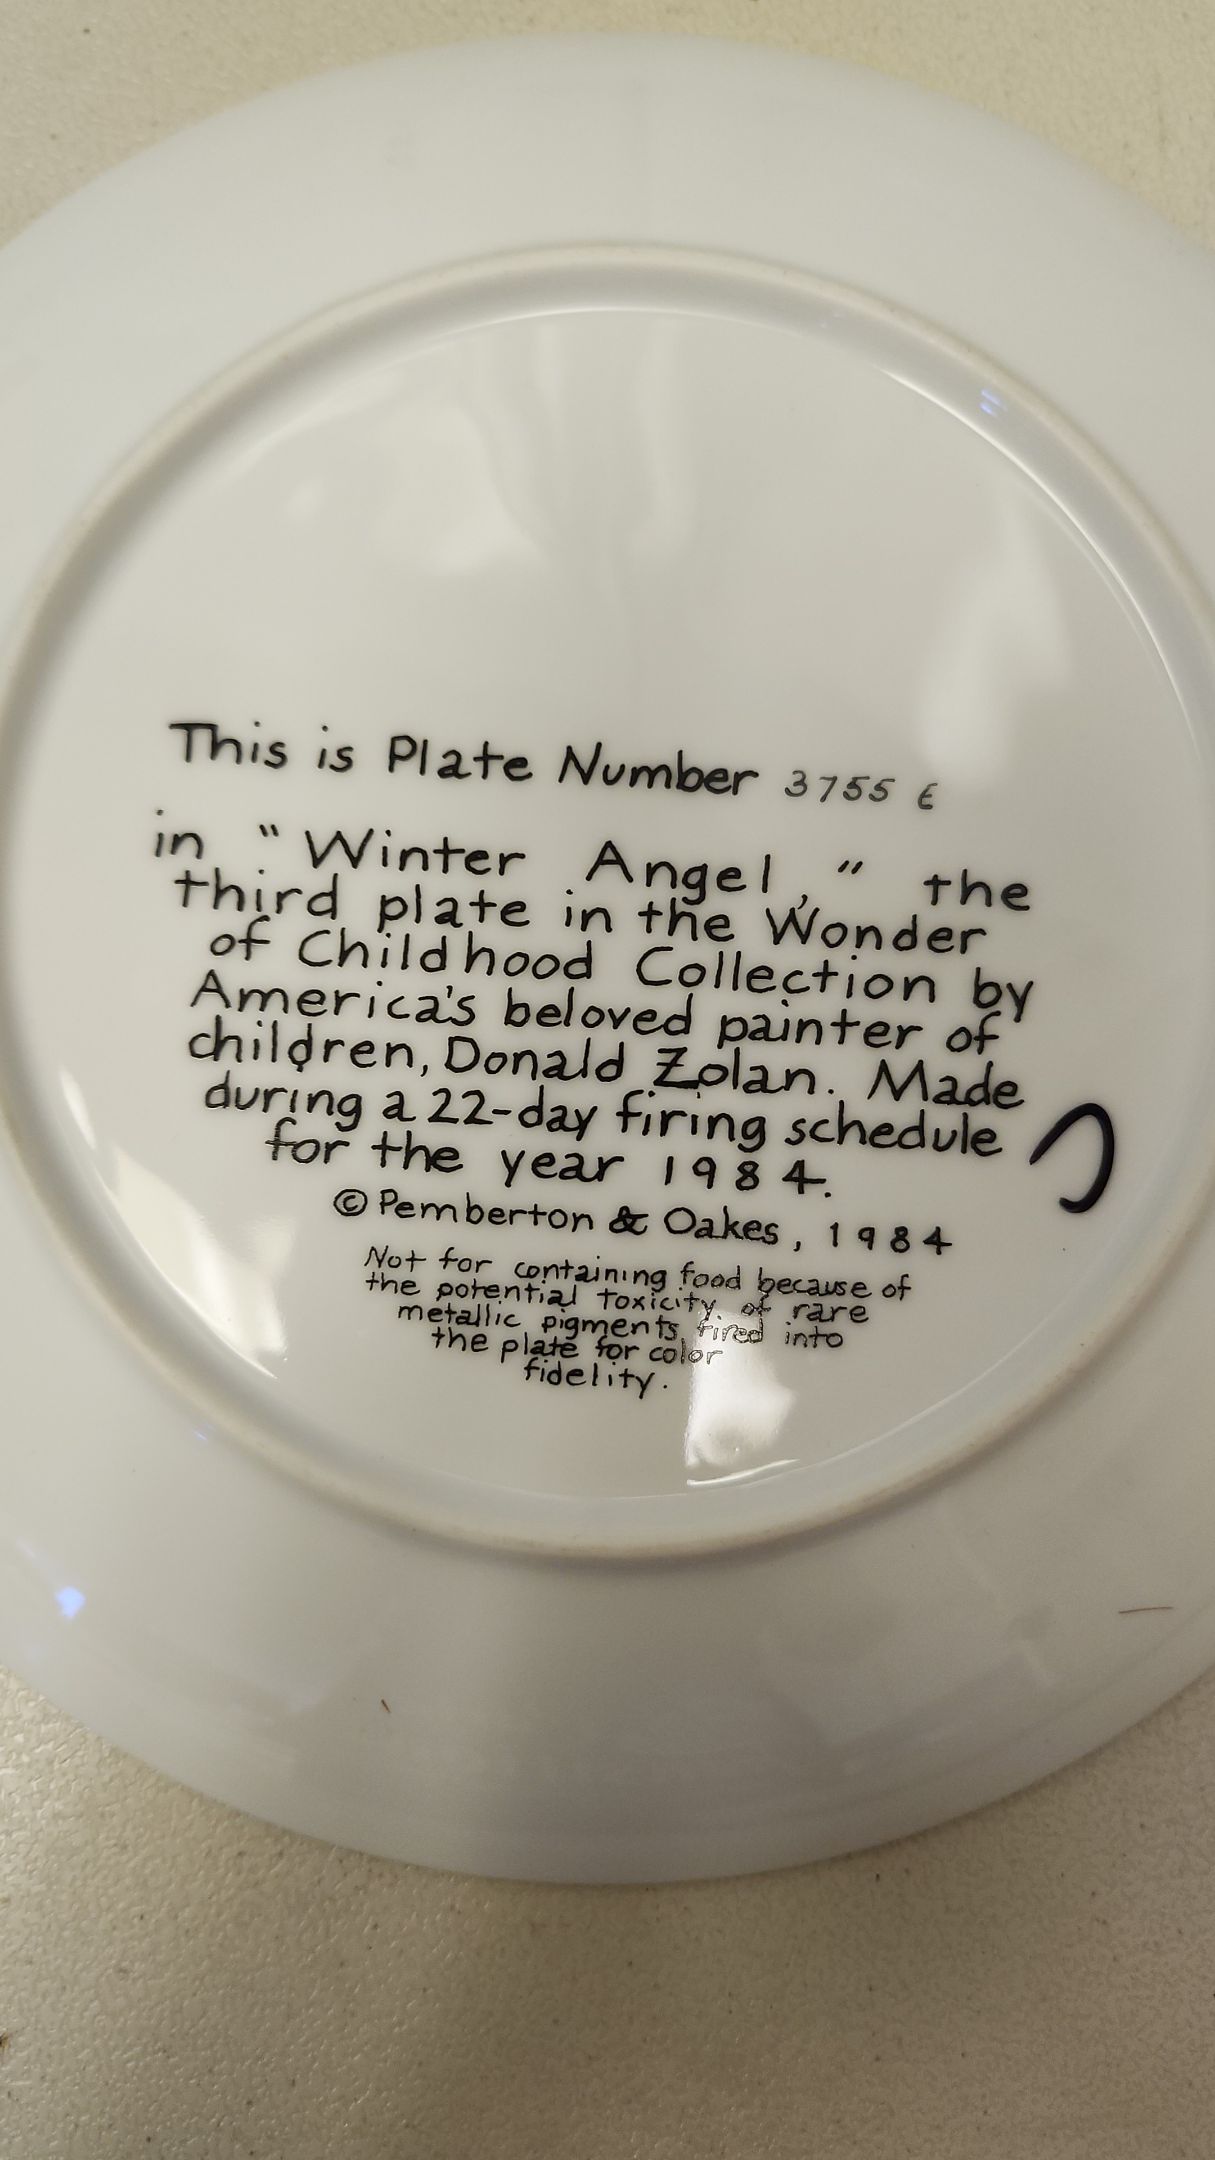 This is Plate Number 3755 E
in "Winter Angel," the
third plate in the Wonder
of Childhood Collection by
America's beloved painter of
children, Donald Zolan. Made
during a 22-day firing schedule
for the year 1984.
© Pemberton & Oakes, 1984
Not for containing food because of
the potential toxicity of rare
metallic pigments fired into
the plate for color
fidelity.